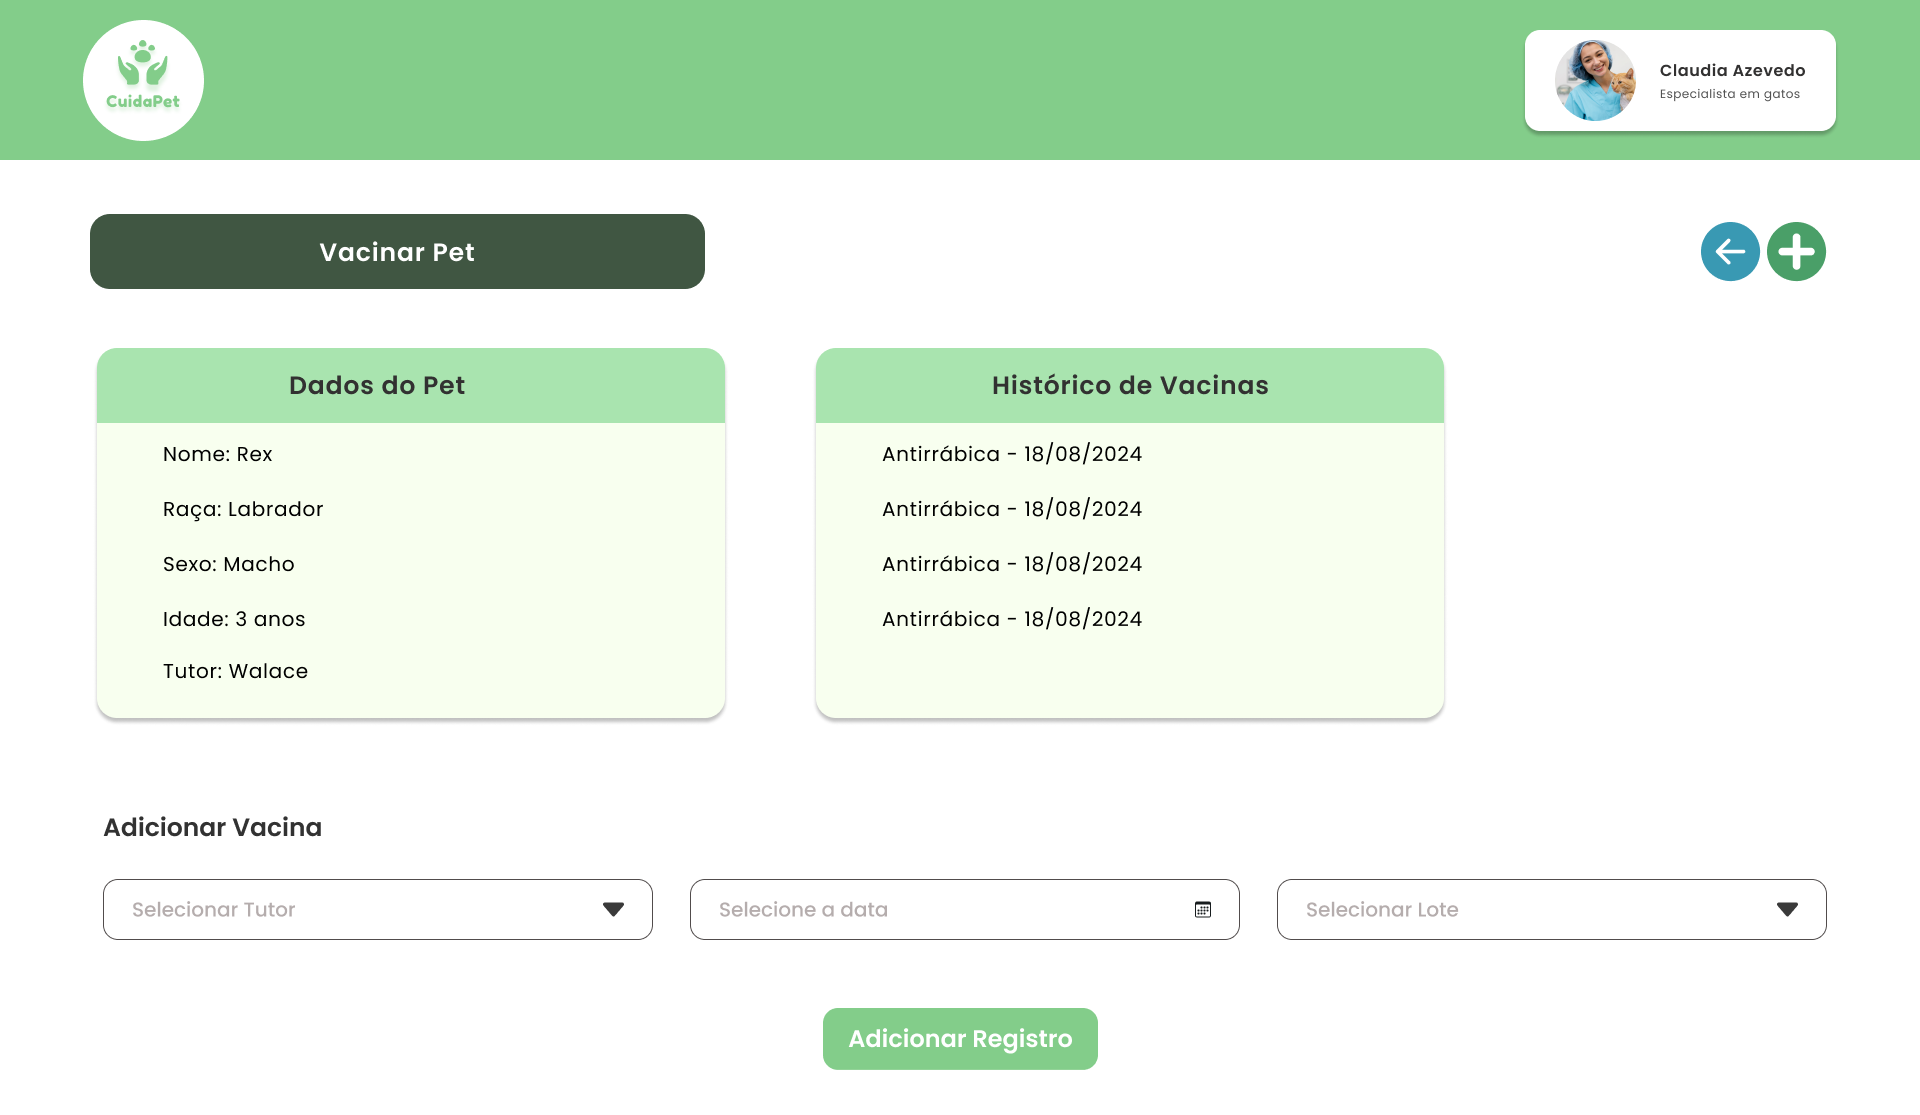 CuidaPet
Claudia Azevedo
Especialista em gatos
Vacinar Pet
Dados do Pet
Nome: Rex
Raça: Labrador
Sexo: Macho
Idade: 3 anos
Tutor: Walace
Histórico de Vacinas
Antirrábica - 18/08/2024
Antirrábica - 18/08/2024
Antirrábica - 18/08/2024
Antirrábica - 18/08/2024
Adicionar Vacina
Selecionar Tutor
Selecione a data
Selecionar Lote
Adicionar Registro